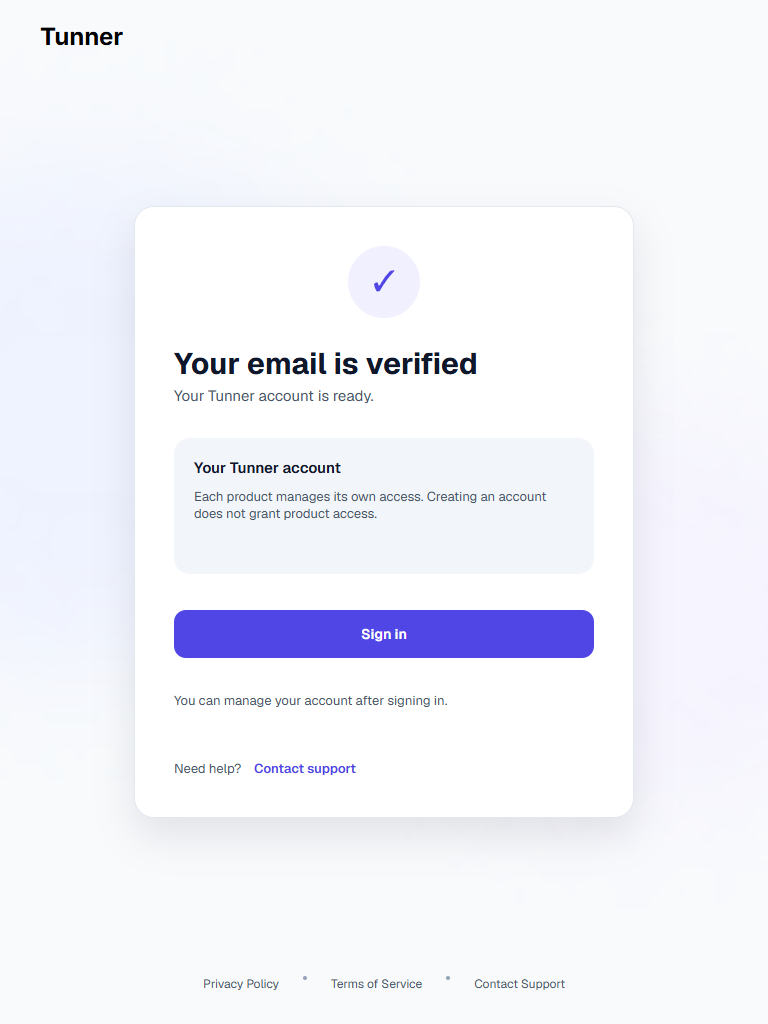 Tunner
✓
Your email is verified
Your Tunner account is ready.
Your Tunner account
Each product manages its own access. Creating an account
does not grant product access.
Sign in
You can manage your account after signing in.
Need help? Contact support
Privacy Policy • Terms of Service • Contact Support